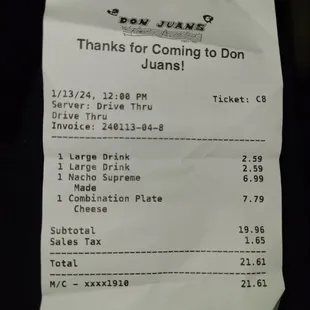 DON JUANS
Thanks for Coming to Don
Juans!
1/13/24, 12:00 PM Ticket: C8
Server: Drive Thru
Drive Thru
Invoice: 240113-04-8
1 Large Drink 2.59
1 Large Drink 2.59
1 Nacho Supreme 6.99
Made
1 Combination Plate 7.79
Cheese
Subtotal 19.96
Sales Tax 1.65
Total 21.61
M/C - xxxx1910 21.61